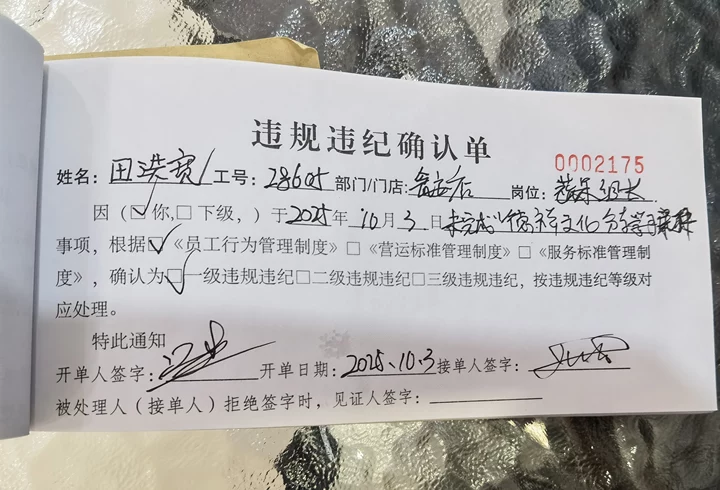 违规违纪确认单
0002175
姓名：田洪宽 工号：28605 部门/门店：瓮安店 岗位：蔬果组长
因（☑你，□下级，）于2025年10月3日未完成 文化分享
事项，根据☑《员工行为管理制度》□《营运标准管理制度》□《服务标准管理制
度》，确认为☑一级违规违纪□二级违规违纪□三级违规违纪，按违规违纪等级对
应处理。
特此通知
开单人签字： 开单日期：2025.10.3 接单人签字：
被处理人（接单人）拒绝签字时，见证人签字：